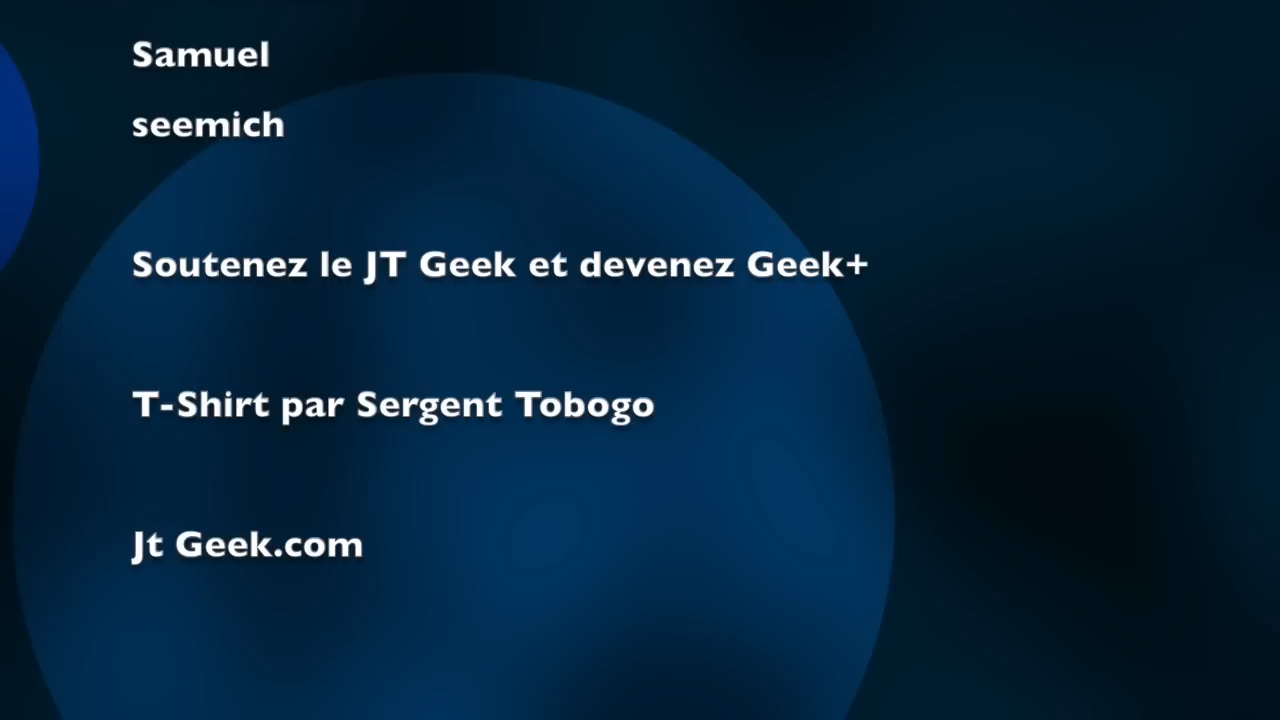 Samuel
seemich
Soutenez le JT Geek et devenez Geek+
T-Shirt par Sergent Tobogo
Jt Geek.com